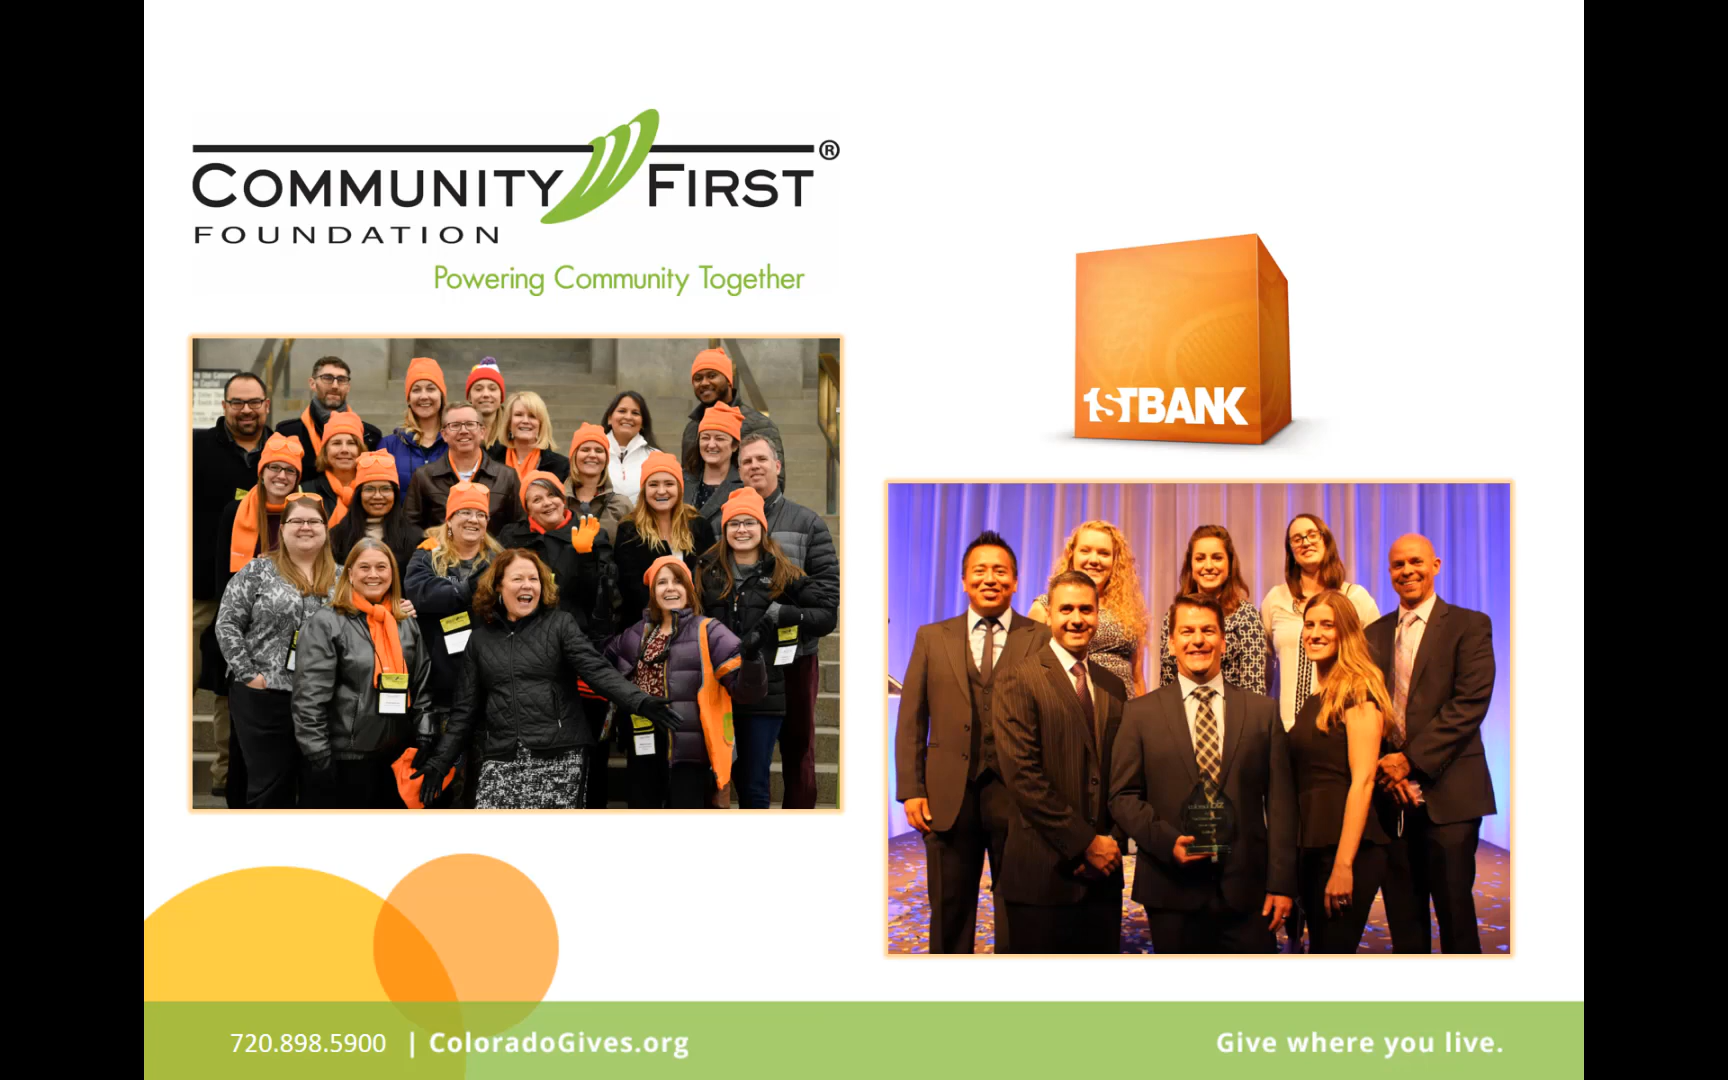 COMMUNITY FIRST®
FOUNDATION
Powering Community Together
1STBANK
720.898.5900 | ColoradoGives.org
Give where you live.